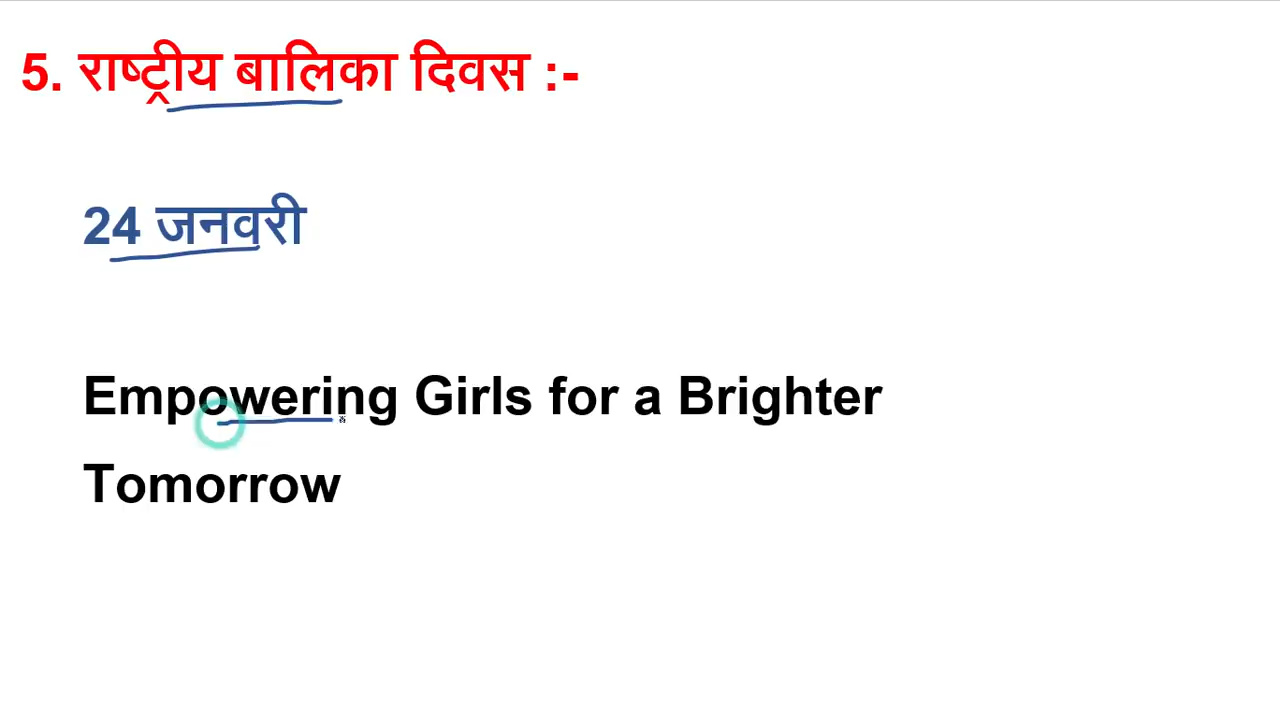 5. राष्ट्रीय बालिका दिवस :-
24 जनवरी
Empowering Girls for a Brighter
Tomorrow